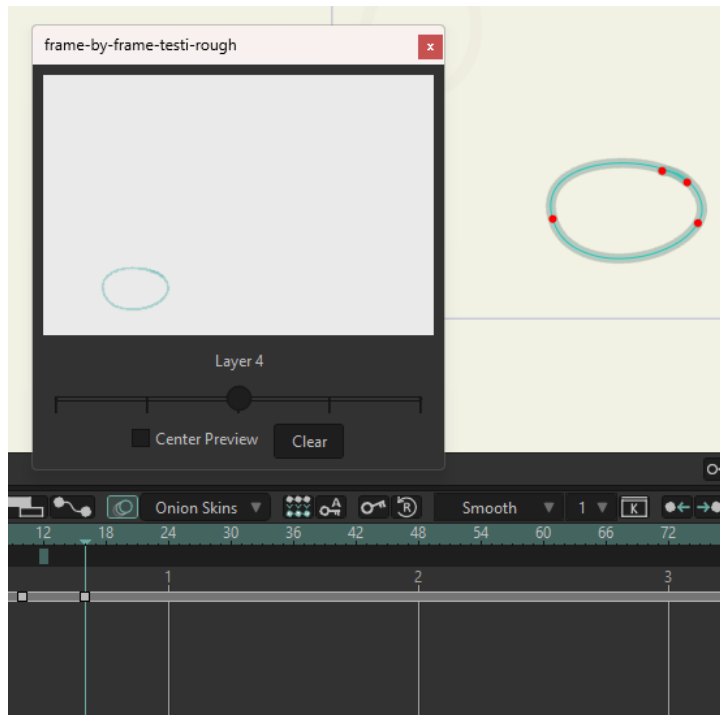 frame-by-frame-testi-rough
x
Layer 4
Center Preview
Clear
Onion Skins
A
R
Smooth
1
K
12 18 24 30 36 42 48 54 60 66 72
1 2 3